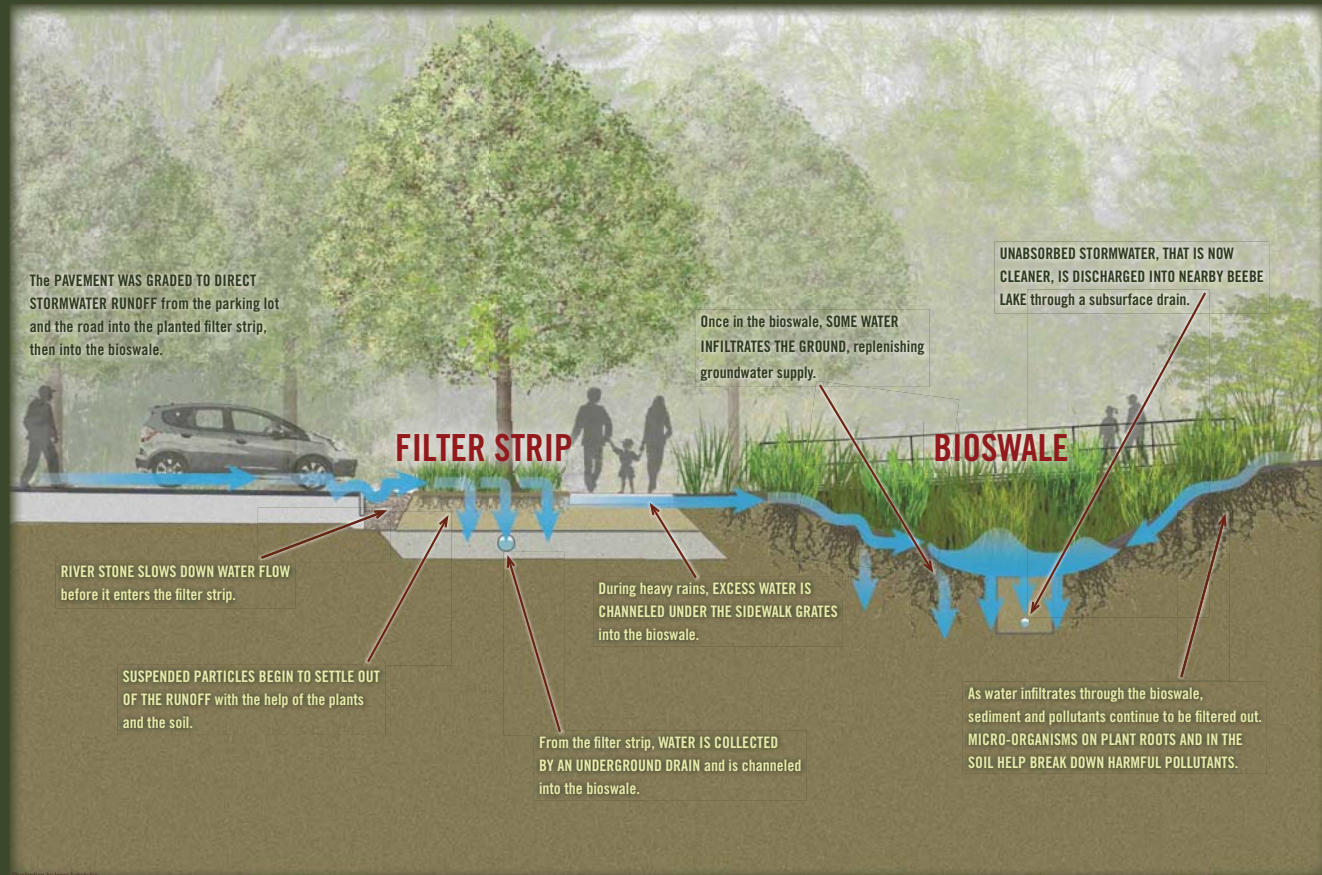 The PAVEMENT WAS GRADED TO DIRECT
STORMWATER RUNOFF from the parking lot
and the road into the planted filter strip,
then into the bioswale.
UNABSORBED STORMWATER, THAT IS NOW
CLEANER, IS DISCHARGED INTO NEARBY BEEBE
LAKE through a subsurface drain.
Once in the bioswale, SOME WATER
INFILTRATES THE GROUND, replenishing
groundwater supply.
FILTER STRIP
BIOSWALE
RIVER STONE SLOWS DOWN WATER FLOW
before it enters the filter strip.
During heavy rains, EXCESS WATER IS
CHANNELED UNDER THE SIDEWALK GRATES
into the bioswale.
SUSPENDED PARTICLES BEGIN TO SETTLE OUT
OF THE RUNOFF with the help of the plants
and the soil.
As water infiltrates through the bioswale,
sediment and pollutants continue to be filtered out.
MICRO-ORGANISMS ON PLANT ROOTS AND IN THE
SOIL HELP BREAK DOWN HARMFUL POLLUTANTS.
From the filter strip, WATER IS COLLECTED
BY AN UNDERGROUND DRAIN and is channeled
into the bioswale.